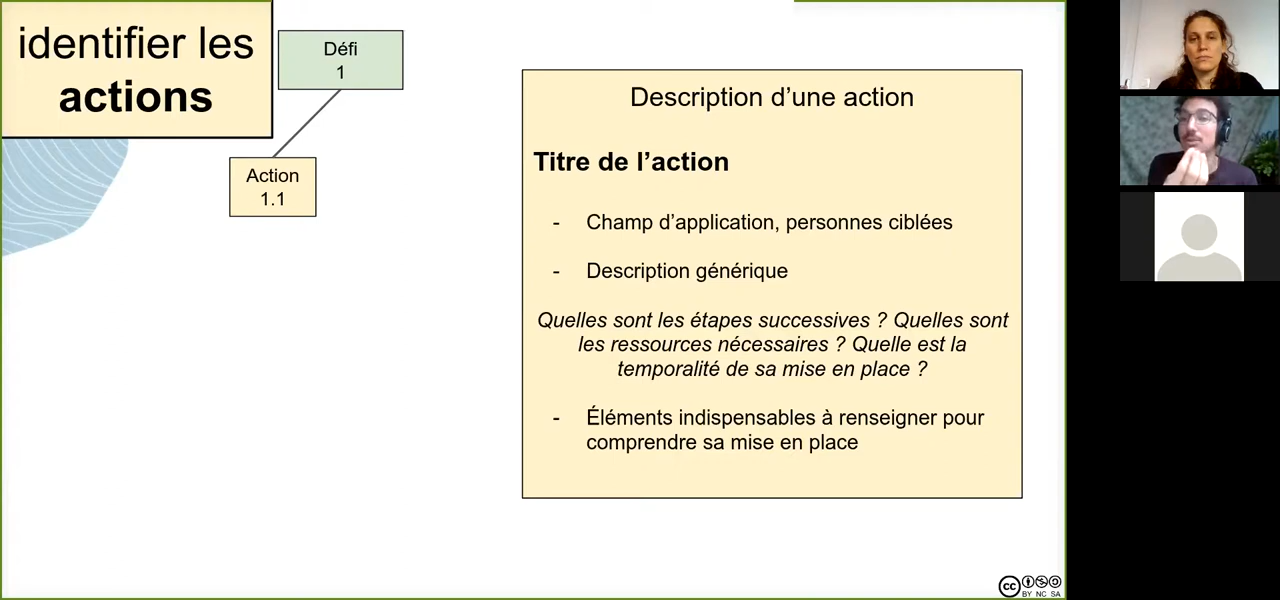 identifier les
actions
Défi
1
Action
1.1
Description d’une action
Titre de l’action
- Champ d’application, personnes ciblées
- Description générique
Quelles sont les étapes successives ? Quelles sont
les ressources nécessaires ? Quelle est la
temporalité de sa mise en place ?
- Éléments indispensables à renseigner pour
comprendre sa mise en place
cc
BY NC SA